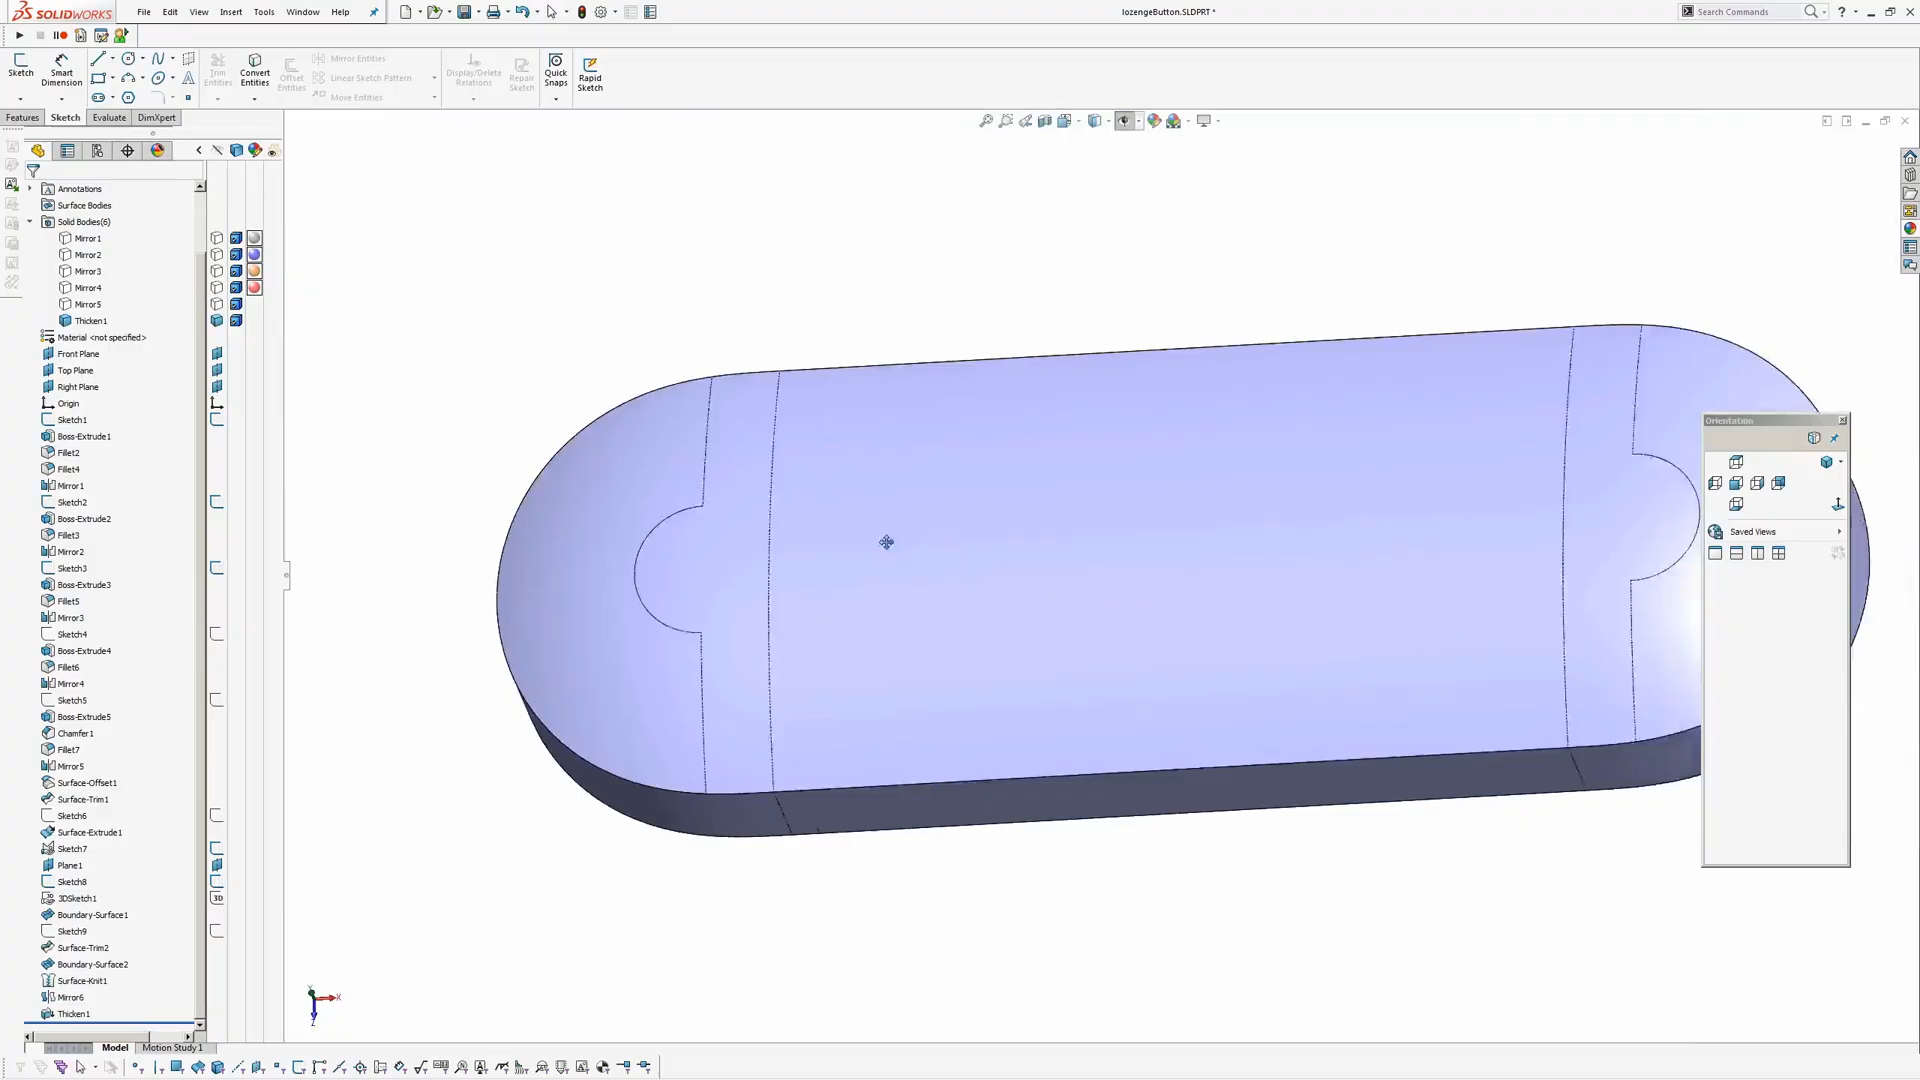 SOLIDWORKS File Edit View Insert Tools Window Help lozengeButton.SLDPRT * Search Commands
Sketch Smart Dimension Trim Entities Convert Entities Offset Entities Mirror Entities Linear Sketch Pattern Move Entities Display/Delete Relations Repair Sketch Quick Snaps Rapid Sketch
Features Sketch Evaluate DimXpert
Annotations
Surface Bodies
Solid Bodies(6)
Mirror1
Mirror2
Mirror3
Mirror4
Mirror5
Thicken1
Material <not specified>
Front Plane
Top Plane
Right Plane
Origin
Sketch1
Boss-Extrude1
Fillet2
Fillet4
Mirror1
Sketch2
Boss-Extrude2
Fillet3
Mirror2
Sketch3
Boss-Extrude3
Fillet5
Mirror3
Sketch4
Boss-Extrude4
Fillet6
Mirror4
Sketch5
Boss-Extrude5
Chamfer1
Fillet7
Mirror5
Surface-Offset1
Surface-Trim1
Sketch6
Surface-Extrude1
Sketch7
Plane1
Sketch8
3DSketch1
Boundary-Surface1
Sketch9
Surface-Trim2
Boundary-Surface2
Surface-Knit1
Mirror6
Thicken1
3D
Orientation
Saved Views
Y
X
Z
Model Motion Study 1